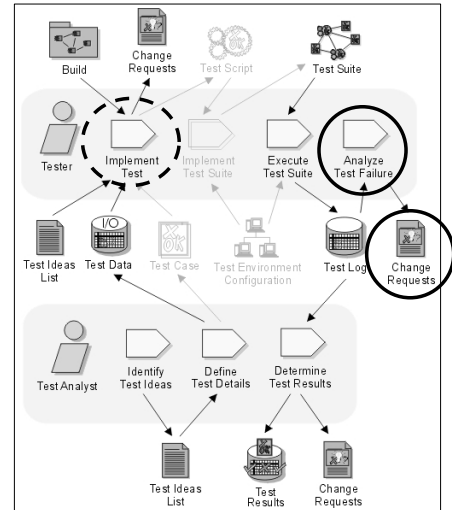 Build
Change
Requests
Test Script
Test Suite
Tester
Implement
Test
Implement
Test Suite
Execute
Test Suite
Analyze
Test Failure
Test Ideas
List
I/O
Test Data
Test Case
Test Environment
Configuration
Test Log
Change
Requests
Test Analyst
Identify
Test Ideas
Define
Test Details
Determine
Test Results
Test Ideas
List
Test
Results
Change
Requests